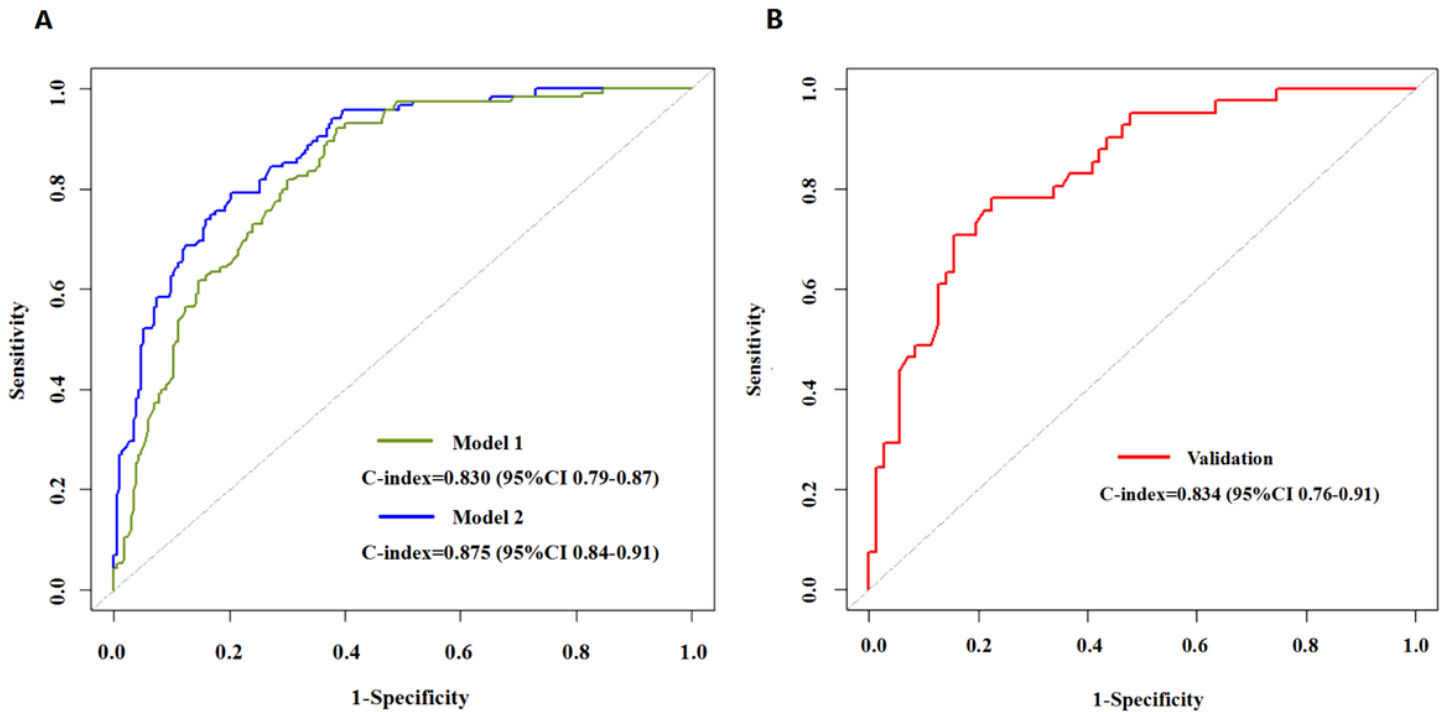 A
B
Sensitivity
1.0
0.8
0.6
0.4
0.2
0.0
Model 1
C-index=0.830 (95%CI 0.79-0.87)
Model 2
C-index=0.875 (95%CI 0.84-0.91)
0.0 0.2 0.4 0.6 0.8 1.0
1-Specificity
Sensitivity
1.0
0.8
0.6
0.4
0.2
0.0
Validation
C-index=0.834 (95%CI 0.76-0.91)
0.0 0.2 0.4 0.6 0.8 1.0
1-Specificity